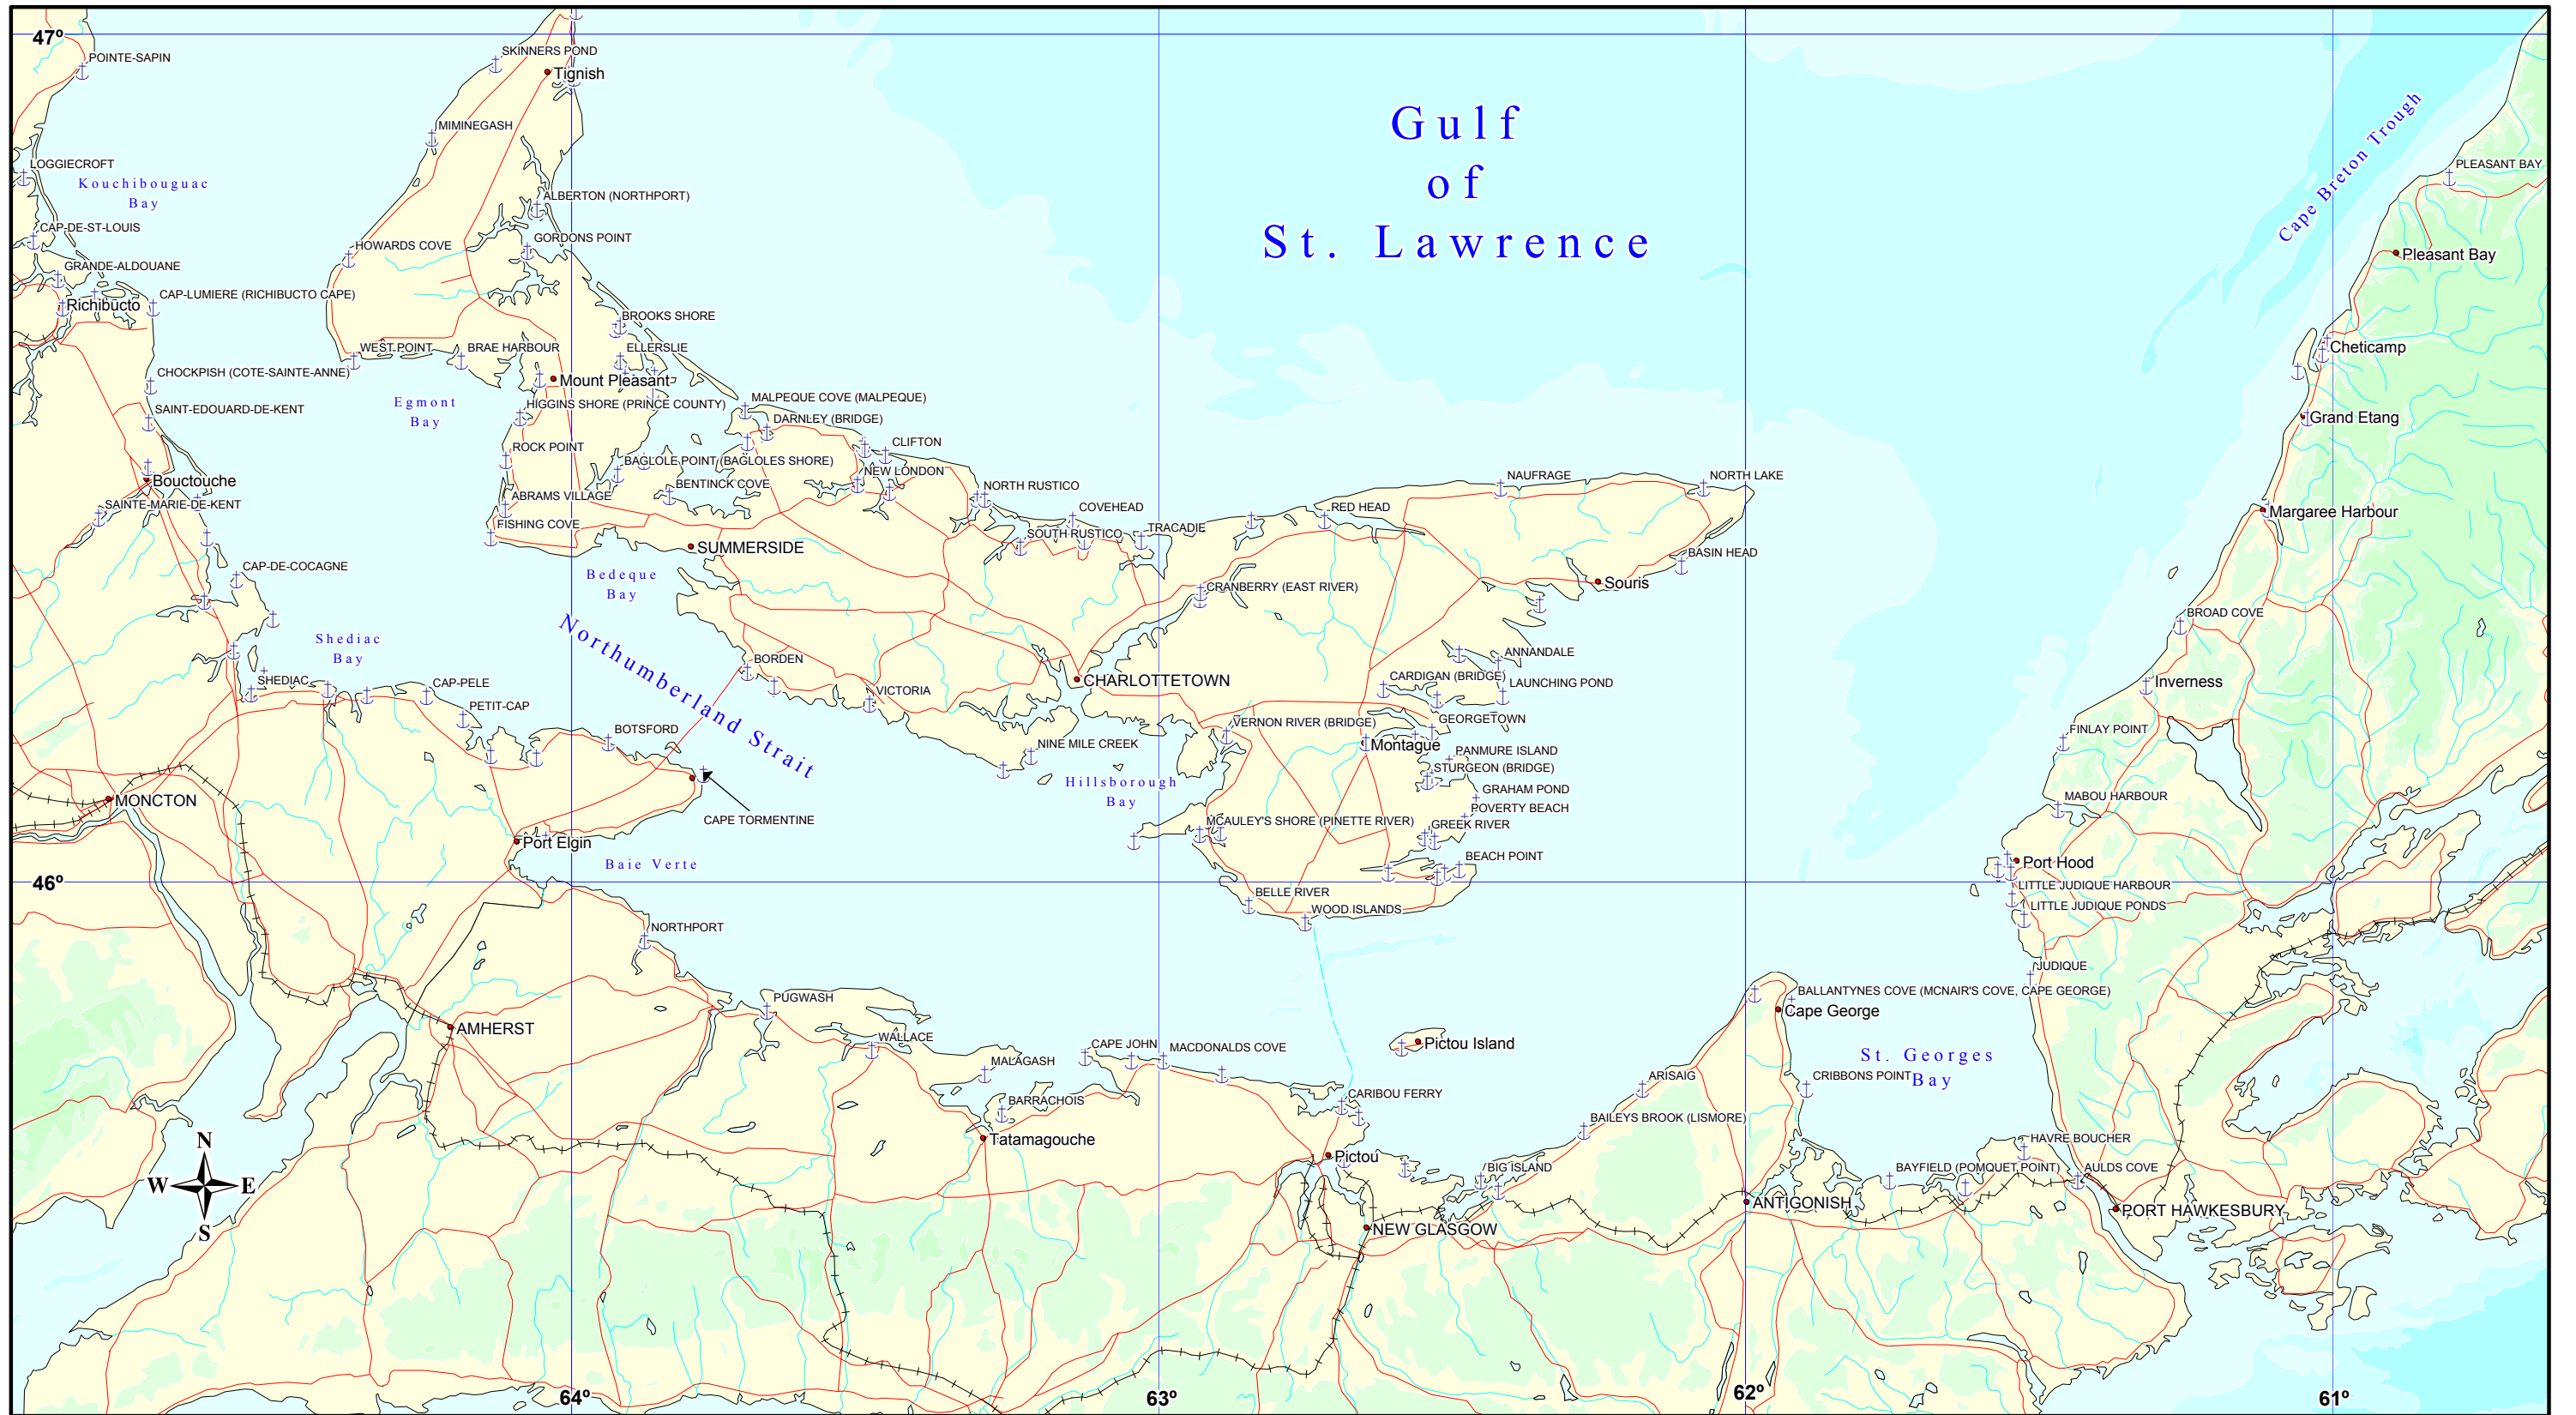 47º
POINTE-SAPIN
SKINNERS POND
Tignish
MIMINEGASH
LOGGIECROFT
Kouchibouguac
Bay
ALBERTON (NORTHPORT)
CAP-DE-ST-LOUIS
GORDONS POINT
HOWARDS COVE
GRANDE-ALDOUANE
Richibucto
CAP-LUMIERE (RICHIBUCTO CAPE)
BROOKS SHORE
WEST POINT
BRAE HARBOUR
ELLERSLIE
CHOCKPISH (COTE-SAINTE-ANNE)
Mount Pleasant
Egmont
Bay
HIGGINS SHORE (PRINCE COUNTY)
SAINT-EDOUARD-DE-KENT
MALPEQUE COVE (MALPEQUE)
DARNLEY (BRIDGE)
ROCK POINT
CLIFTON
BAGLOLE POINT (BAGLOLES SHORE)
NEW LONDON
Bouctouche
BENTINCK COVE
ABRAMS VILLAGE
SAINTE-MARIE-DE-KENT
FISHING COVE
NORTH RUSTICO
COVEHEAD
SOUTH RUSTICO
TRACADIE
SUMMERSIDE
Bedeque
Bay
CAP-DE-COCAGNE
Gulf
of
St. Lawrence
Cape Breton Trough
PLEASANT BAY
Pleasant Bay
Cheticamp
Grand Etang
Margaree Harbour
NAUFRAGE
NORTH LAKE
RED HEAD
BASIN HEAD
Souris
CRANBERRY (EAST RIVER)
BROAD COVE
Shediac
Bay
Northumberland Strait
BORDEN
VICTORIA
CHARLOTTETOWN
ANNANDALE
CARDIGAN (BRIDGE)
LAUNCHING POND
Inverness
SHEDIAC
CAP-PELE
PETIT-CAP
BOTSFORD
VERNON RIVER (BRIDGE)
GEORGETOWN
Montague
PANMURE ISLAND
STURGEON (BRIDGE)
FINLAY POINT
NINE MILE CREEK
Hillsborough
Bay
GRAHAM POND
POVERTY BEACH
MABOU HARBOUR
MONCTON
CAPE TORMENTINE
MCAULEY'S SHORE (PINETTE RIVER)
GREEK RIVER
Port Elgin
Baie Verte
BEACH POINT
Port Hood
46º
BELLE RIVER
WOOD ISLANDS
LITTLE JUDIQUE HARBOUR
LITTLE JUDIQUE PONDS
NORTHPORT
JUDIQUE
PUGWASH
BALLANTYNES COVE (MCNAIR'S COVE, CAPE GEORGE)
Cape George
AMHERST
WALLACE
MALAGASH
CAPE JOHN
MACDONALDS COVE
Pictou Island
St. Georges
Bay
ARISAIG
CRIBBONS POINT
BARRACHOIS
CARIBOU FERRY
BAILEYS BROOK (LISMORE)
Tatamagouche
Pictou
HAVRE BOUCHER
N
W
E
S
BIG ISLAND
BAYFIELD (POMQUET POINT)
AULDS COVE
ANTIGONISH
PORT HAWKESBURY
NEW GLASGOW
64º
63º
62º
61º